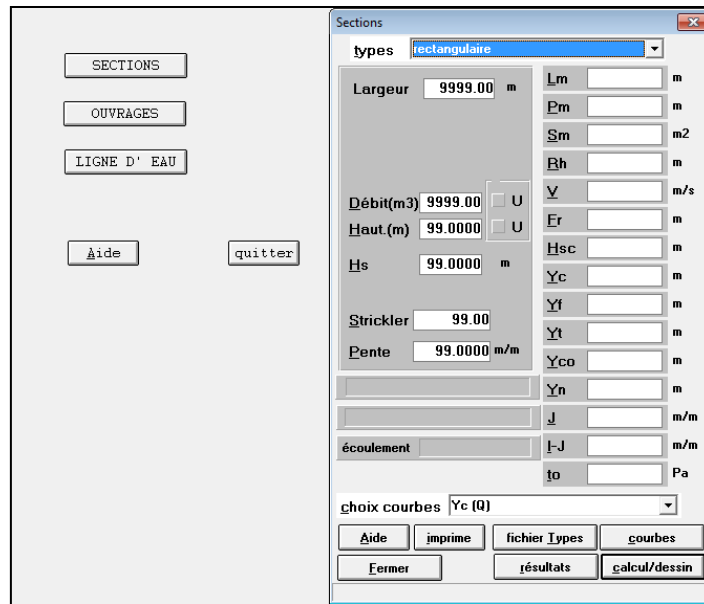 SECTIONS
OUVRAGES
LIGNE D' EAU
Aide quitter
Sections
types rectangulaire
Largeur 9999.00 m
Débit(m3) 9999.00 U
Haut.(m) 99.0000 U
Hs 99.0000 m
Strickler 99.00
Pente 99.0000 m/m
écoulement
Lm m
Pm m
Sm m2
Rh m
V m/s
Fr m
Hsc m
Yc m
Yf m
Yt m
Yco m
Yn m
J m/m
I-J m/m
to Pa
choix courbes Yc (Q)
Aide imprime fichier Types courbes
Fermer résultats calcul/dessin